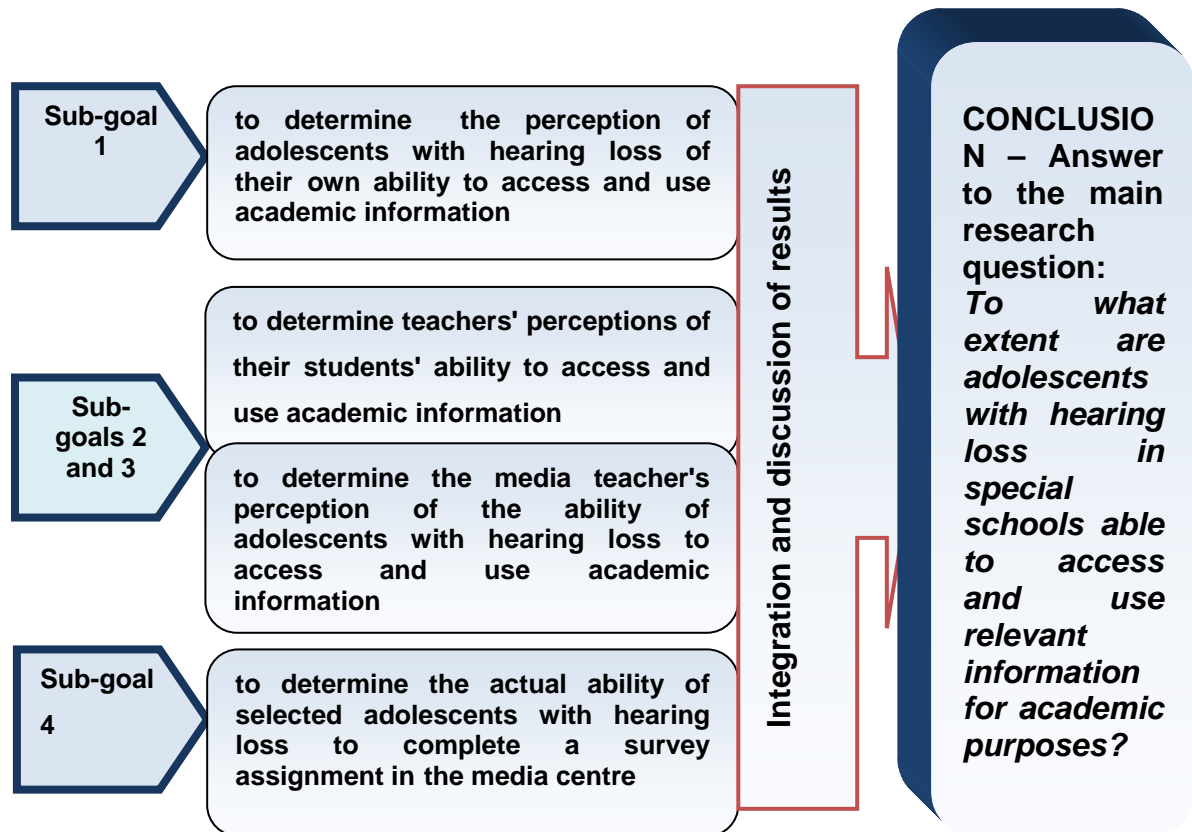 Sub-goal
1
to determine the perception of
adolescents with hearing loss of
their own ability to access and use
academic information
Sub-
goals 2
and 3
to determine teachers' perceptions of
their students' ability to access and
use academic information
to determine the media teacher's
perception of the ability of
adolescents with hearing loss to
access and use academic
information
Sub-goal
4
to determine the actual ability of
selected adolescents with hearing
loss to complete a survey
assignment in the media centre
Integration and discussion of results
CONCLUSIO
N – Answer
to the main
research
question:
To what
extent are
adolescents
with hearing
loss in
special
schools able
to access
and use
relevant
information
for academic
purposes?